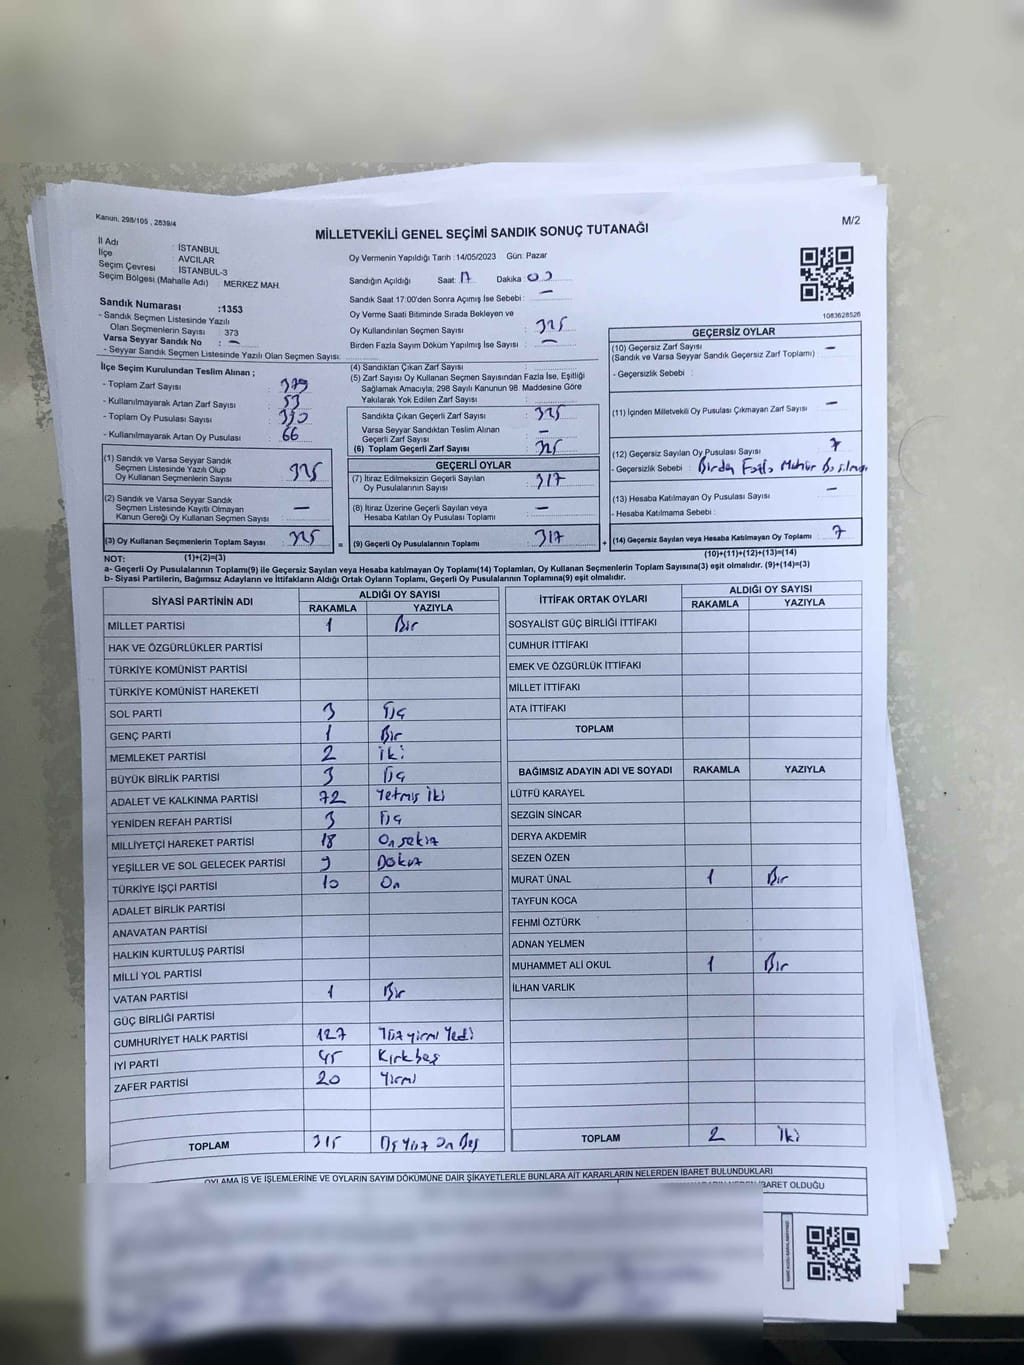 Kanun, 298/105 , 2839/4
M/2
MİLLETVEKİLİ GENEL SEÇİMİ SANDIK SONUÇ TUTANAĞI
İl Adı : İSTANBUL
İlçe : AVCILAR
Seçim Çevresi : İSTANBUL-3
Seçim Bölgesi (Mahalle Adı) : MERKEZ MAH.
Oy Vermenin Yapıldığı Tarih :14/05/2023 Gün: Pazar
Sandığın Açıldığı Saat: 17 Dakika 00
Sandık Saat 17:00'den Sonra Açılmış İse Sebebi : —
Oy Verme Saati Bitiminde Sırada Bekleyen ve
Oy Kullandırılan Seçmen Sayısı : 325
Birden Fazla Sayım Döküm Yapılmış İse Sayısı : —
1083628526
Sandık Numarası :1353
- Sandık Seçmen Listesinde Yazılı
Olan Seçmenlerin Sayısı : 373
Varsa Seyyar Sandık No : —
- Seyyar Sandık Seçmen Listesinde Yazılı Olan Seçmen Sayısı:
İlçe Seçim Kurulundan Teslim Alınan ;
- Toplam Zarf Sayısı : 379
- Kullanılmayarak Artan Zarf Sayısı : 53
- Toplam Oy Pusulası Sayısı : 390
- Kullanılmayarak Artan Oy Pusulası : 66
(1) Sandık ve Varsa Seyyar Sandık
Seçmen Listesinde Yazılı Olup
Oy Kullanan Seçmenlerin Sayısı : 325
(2) Sandık ve Varsa Seyyar Sandık
Seçmen Listesinde Kayıtlı Olmayan
Kanun Gereği Oy Kullanan Seçmen Sayısı : —
(3) Oy Kullanan Seçmenlerin Toplam Sayısı : 325
(4) Sandıktan Çıkan Zarf Sayısı :
(5) Zarf Sayısı Oy Kullanan Seçmen Sayısından Fazla İse, Eşitliği
Sağlamak Amacıyla; 298 Sayılı Kanunun 98. Maddesine Göre
Yakılarak Yok Edilen Zarf Sayısı :
Sandıkta Çıkan Geçerli Zarf Sayısı : 325
Varsa Seyyar Sandıktan Teslim Alınan
Geçerli Zarf Sayısı : —
(6) Toplam Geçerli Zarf Sayısı : 325
GEÇERLİ OYLAR
(7) İtiraz Edilmeksizin Geçerli Sayılan
Oy Pusulalarının Sayısı : 317
(8) İtiraz Üzerine Geçerli Sayılan veya
Hesaba Katılan Oy Pusulası Toplamı : —
= (9) Geçerli Oy Pusulalarının Toplamı : 317
GEÇERSİZ OYLAR
(10) Geçersiz Zarf Sayısı : —
(Sandık ve Varsa Seyyar Sandık Geçersiz Zarf Toplamı)
- Geçersizlik Sebebi :
(11) İçinden Milletvekili Oy Pusulası Çıkmayan Zarf Sayısı : —
(12) Geçersiz Sayılan Oy Pusulası Sayısı : 7
- Geçersizlik Sebebi : Birden Fazla Mühür Basılması
(13) Hesaba Katılmayan Oy Pusulası Sayısı : —
- Hesaba Katılmama Sebebi :
+ (14) Geçersiz Sayılan veya Hesaba Katılmayan Oy Toplamı : 7
NOT: (1)+(2)=(3)
(10)+(11)+(12)+(13)=(14)
a- Geçerli Oy Pusulalarının Toplamı(9) ile Geçersiz Sayılan veya Hesaba katılmayan Oy Toplamı(14) Toplamları, Oy Kullanan Seçmenlerin Toplam Sayısına(3) eşit olmalıdır. (9)+(14)=(3)
b- Siyasi Partilerin, Bağımsız Adayların ve İttifakların Aldığı Ortak Oyların Toplamı, Geçerli Oy Pusulalarının Toplamına(9) eşit olmalıdır.
SİYASİ PARTİNİN ADI ALDIĞI OY SAYISI
RAKAMLA YAZIYLA
MİLLET PARTİSİ 1 Bir
HAK VE ÖZGÜRLÜKLER PARTİSİ
TÜRKİYE KOMÜNİST PARTİSİ
TÜRKİYE KOMÜNİST HAREKETİ
SOL PARTİ 3 Üç
GENÇ PARTİ 1 Bir
MEMLEKET PARTİSİ 2 İki
BÜYÜK BİRLİK PARTİSİ 3 Üç
ADALET VE KALKINMA PARTİSİ 72 Yetmiş İki
YENİDEN REFAH PARTİSİ 3 Üç
MİLLİYETÇİ HAREKET PARTİSİ 18 On sekiz
YEŞİLLER VE SOL GELECEK PARTİSİ 9 Dokuz
TÜRKİYE İŞÇİ PARTİSİ 10 On
ADALET BİRLİK PARTİSİ
ANAVATAN PARTİSİ
HALKIN KURTULUŞ PARTİSİ
MİLLİ YOL PARTİSİ
VATAN PARTİSİ 1 Bir
GÜÇ BİRLİĞİ PARTİSİ
CUMHURİYET HALK PARTİSİ 127 Yüz yirmi Yedi
İYİ PARTİ 45 Kırkbeş
ZAFER PARTİSİ 20 Yirmi
TOPLAM 315 Üç Yüz On Beş
İTTİFAK ORTAK OYLARI ALDIĞI OY SAYISI
RAKAMLA YAZIYLA
SOSYALİST GÜÇ BİRLİĞİ İTTİFAKI
CUMHUR İTTİFAKI
EMEK VE ÖZGÜRLÜK İTTİFAKI
MİLLET İTTİFAKI
ATA İTTİFAKI
TOPLAM
BAĞIMSIZ ADAYIN ADI VE SOYADI RAKAMLA YAZIYLA
LÜTFÜ KARAYEL
SEZGİN SİNCAR
DERYA AKDEMİR
SEZEN ÖZEN
MURAT ÜNAL 1 Bir
TAYFUN KOCA
FEHMİ ÖZTÜRK
ADNAN YELMEN
MUHAMMET ALİ OKUL 1 Bir
İLHAN VARLIK
TOPLAM 2 İki
OYLAMA İŞ VE İŞLEMLERİNE VE OYLARIN SAYIM DÖKÜMÜNE DAİR ŞİKAYETLERLE BUNLARA AİT KARARLARIN NELERDEN İBARET BULUNDUKLARI
İBARET OLDUĞU